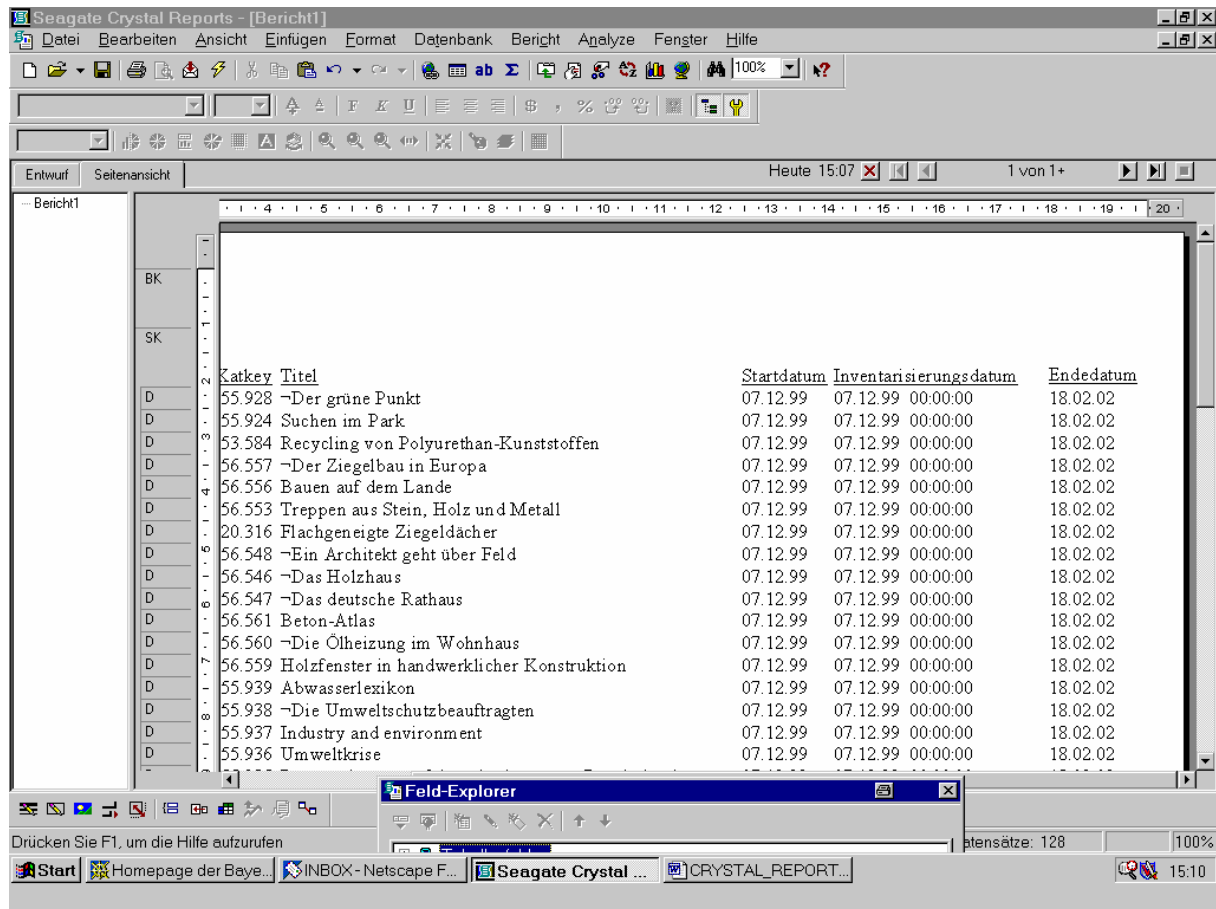 Seagate Crystal Reports - [Bericht1]
Datei Bearbeiten Ansicht Einfügen Format Datenbank Bericht Analyze Fenster Hilfe
ab Σ 100%
F K U $ , %
A
Entwurf Seitenansicht Heute 15:07 1 von 1+
Bericht1
4 5 6 7 8 9 10 11 12 13 14 15 16 17 18 19 20
BK
SK
Katkey Titel Startdatum Inventarisierungsdatum Endedatum
D 55.928 ¬Der grüne Punkt 07.12.99 07.12.99 00:00:00 18.02.02
D 55.924 Suchen im Park 07.12.99 07.12.99 00:00:00 18.02.02
D 53.584 Recycling von Polyurethan-Kunststoffen 07.12.99 07.12.99 00:00:00 18.02.02
D 56.557 ¬Der Ziegelbau in Europa 07.12.99 07.12.99 00:00:00 18.02.02
D 56.556 Bauen auf dem Lande 07.12.99 07.12.99 00:00:00 18.02.02
D 56.553 Treppen aus Stein, Holz und Metall 07.12.99 07.12.99 00:00:00 18.02.02
D 20.316 Flachgeneigte Ziegeldächer 07.12.99 07.12.99 00:00:00 18.02.02
D 56.548 ¬Ein Architekt geht über Feld 07.12.99 07.12.99 00:00:00 18.02.02
D 56.546 ¬Das Holzhaus 07.12.99 07.12.99 00:00:00 18.02.02
D 56.547 ¬Das deutsche Rathaus 07.12.99 07.12.99 00:00:00 18.02.02
D 56.561 Beton-Atlas 07.12.99 07.12.99 00:00:00 18.02.02
D 56.560 ¬Die Ölheizung im Wohnhaus 07.12.99 07.12.99 00:00:00 18.02.02
D 56.559 Holzfenster in handwerklicher Konstruktion 07.12.99 07.12.99 00:00:00 18.02.02
D 55.939 Abwasserlexikon 07.12.99 07.12.99 00:00:00 18.02.02
D 55.938 ¬Die Umweltschutzbeauftragten 07.12.99 07.12.99 00:00:00 18.02.02
D 55.937 Industry and environment 07.12.99 07.12.99 00:00:00 18.02.02
D 55.936 Umweltkrise 07.12.99 07.12.99 00:00:00 18.02.02
Feld-Explorer
Drücken Sie F1, um die Hilfe aufzurufen atensätze: 128 100%
Start Homepage der Baye... INBOX - Netscape F... Seagate Crystal ... CRYSTAL_REPORT... 15:10